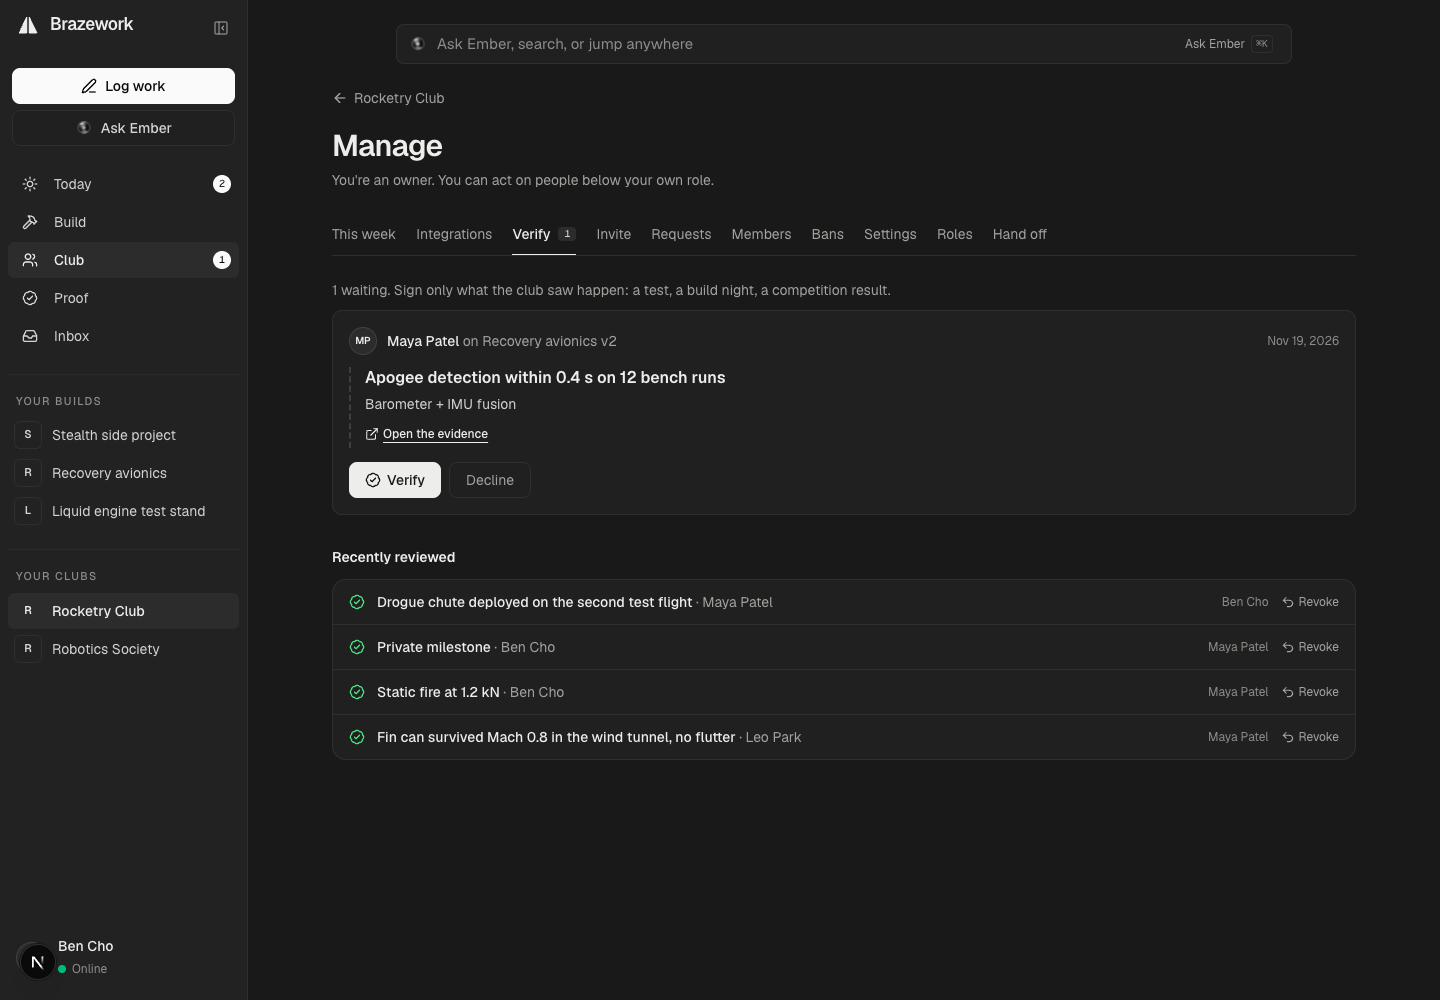 Brazework
Log work
Ask Ember
Today 2
Build
Club 1
Proof
Inbox
YOUR BUILDS
S Stealth side project
R Recovery avionics
L Liquid engine test stand
YOUR CLUBS
R Rocketry Club
R Robotics Society
Ben Cho
N Online
Ask Ember, search, or jump anywhere Ask Ember ⌘K
Rocketry Club
Manage
You're an owner. You can act on people below your own role.
This week Integrations Verify 1 Invite Requests Members Bans Settings Roles Hand off
1 waiting. Sign only what the club saw happen: a test, a build night, a competition result.
MP Maya Patel on Recovery avionics v2 Nov 19, 2026
Apogee detection within 0.4 s on 12 bench runs
Barometer + IMU fusion
Open the evidence
Verify Decline
Recently reviewed
Drogue chute deployed on the second test flight · Maya Patel Ben Cho Revoke
Private milestone · Ben Cho Maya Patel Revoke
Static fire at 1.2 kN · Ben Cho Maya Patel Revoke
Fin can survived Mach 0.8 in the wind tunnel, no flutter · Leo Park Maya Patel Revoke